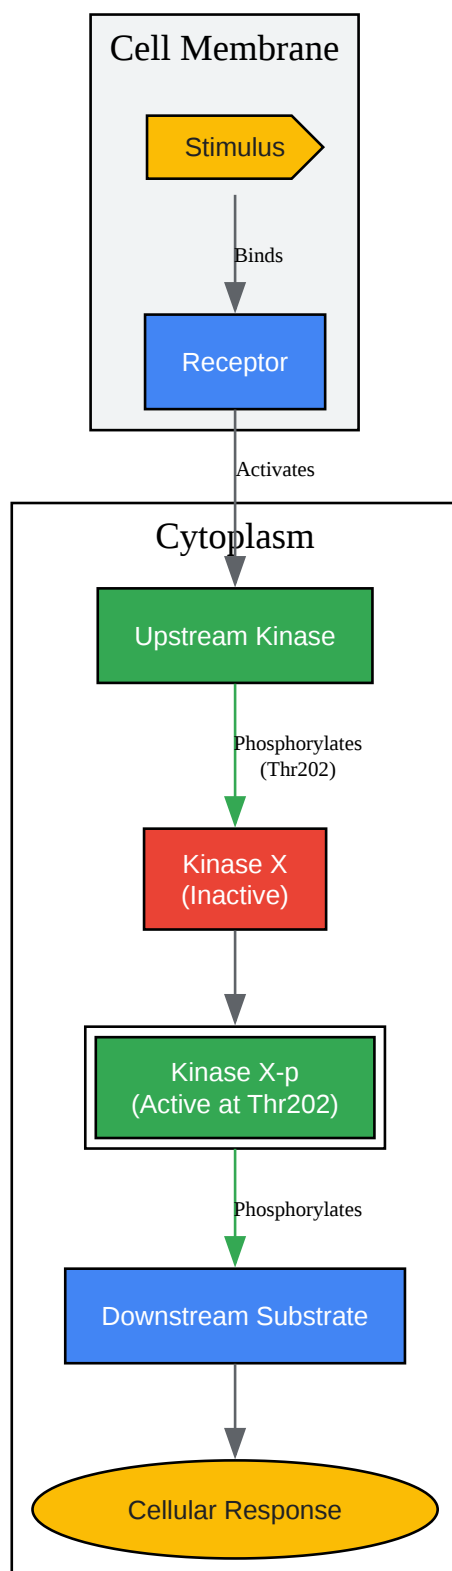 Cell Membrane
Stimulus
Binds
Receptor
Activates
Cytoplasm
Upstream Kinase
Phosphorylates
(Thr202)
Kinase X
(Inactive)
Kinase X-p
(Active at Thr202)
Phosphorylates
Downstream Substrate
Cellular Response